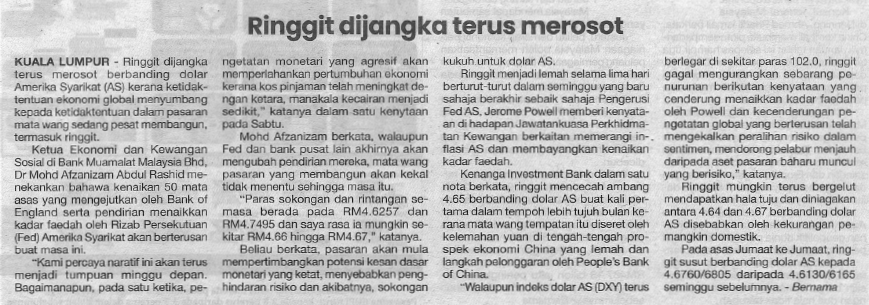 Ringgit dijangka terus merosot
KUALA LUMPUR - Ringgit dijangka
terus merosot berbanding dolar
Amerika Syarikat (AS) kerana ketidak-
tentuan ekonomi global menyumbang
kepada ketidaktentuan dalam pasaran
mata wang sedang pesat membangun,
termasuk ringgit.
Ketua Ekonomi dan Kewangan
Sosial di Bank Muamalat Malaysia Bhd,
Dr Mohd Afzanizam Abdul Rashid me-
nekankan bahawa kenaikan 50 mata
asas yang mengejutkan oleh Bank of
England serta pendirian menaikkan
kadar faedah oleh Rizab Persekutuan
(Fed) Amerika Syarikat akan berterusan
buat masa ini.
“Kami percaya naratif ini akan terus
menjadi tumpuan minggu depan.
Bagaimanapun, pada satu ketika, pe-
ngetatan monetari yang agresif akan
memperlahankan pertumbuhan ekonomi
kerana kos pinjaman telah meningkat de-
ngan ketara, manakala kecairan menjadi
sedikit,” katanya dalam satu kenyataan
pada Sabtu.
Mohd Afzanizam berkata, walaupun
Fed dan bank pusat lain akhirnya akan
mengubah pendirian mereka, mata wang
pasaran yang membangun akan kekal
tidak menentu sehingga masa itu.
“Paras sokongan dan rintangan se-
masa berada pada RM4.6257 dan
RM4.7495 dan saya rasa ia mungkin se-
kitar RM4.66 hingga RM4.67,” katanya.
Beliau berkata, pasaran akan mula
mempertimbangkan potensi kesan dasar
monetari yang ketat, menyebabkan peng-
hindaran risiko dan akibatnya, sokongan
kukuh untuk dolar AS.
Ringgit menjadi lemah selama lima hari
berturut-turut dalam seminggu yang baru
sahaja berakhir sebaik sahaja Pengerusi
Fed AS, Jerome Powell memberi kenyata-
an di hadapan Jawatankuasa Perkhidma-
tan Kewangan berkaitan memerangi in-
flasi AS dan membayangkan kenaikan
kadar faedah.
Kenanga Investment Bank dalam satu
nota berkata, ringgit mencecah ambang
4.65 berbanding dolar AS buat kali per-
tama dalam tempoh lebih tujuh bulan ke-
rana mata wang tempatan itu diseret oleh
kelemahan yuan di tengah-tengah pro-
spek ekonomi China yang lemah dan
langkah pelonggaran oleh People’s Bank
of China.
“Walaupun indeks dolar AS (DXY) terus
berlegar di sekitar paras 102.0, ringgit
gagal mengurangkan sebarang pe-
nurunan berikutan kenyataan yang
cenderung menaikkan kadar faedah
oleh Powell dan kecenderungan pe-
ngetatan global yang berterusan telah
mengekalkan peralihan risiko dalam
sentimen, mendorong pelabur menjauh
daripada aset pasaran baharu muncul
yang berisiko,” katanya.
Ringgit mungkin terus bergelut
mendapatkan hala tuju dan diniagakan
antara 4.64 dan 4.67 berbanding dolar
AS disebabkan oleh kekurangan pe-
mangkin domestik.
Pada asas Jumaat ke Jumaat, ring-
git susut berbanding dolar AS kepada
4.6760/6805 daripada 4.6130/6165
seminggu sebelumnya. - Bernama